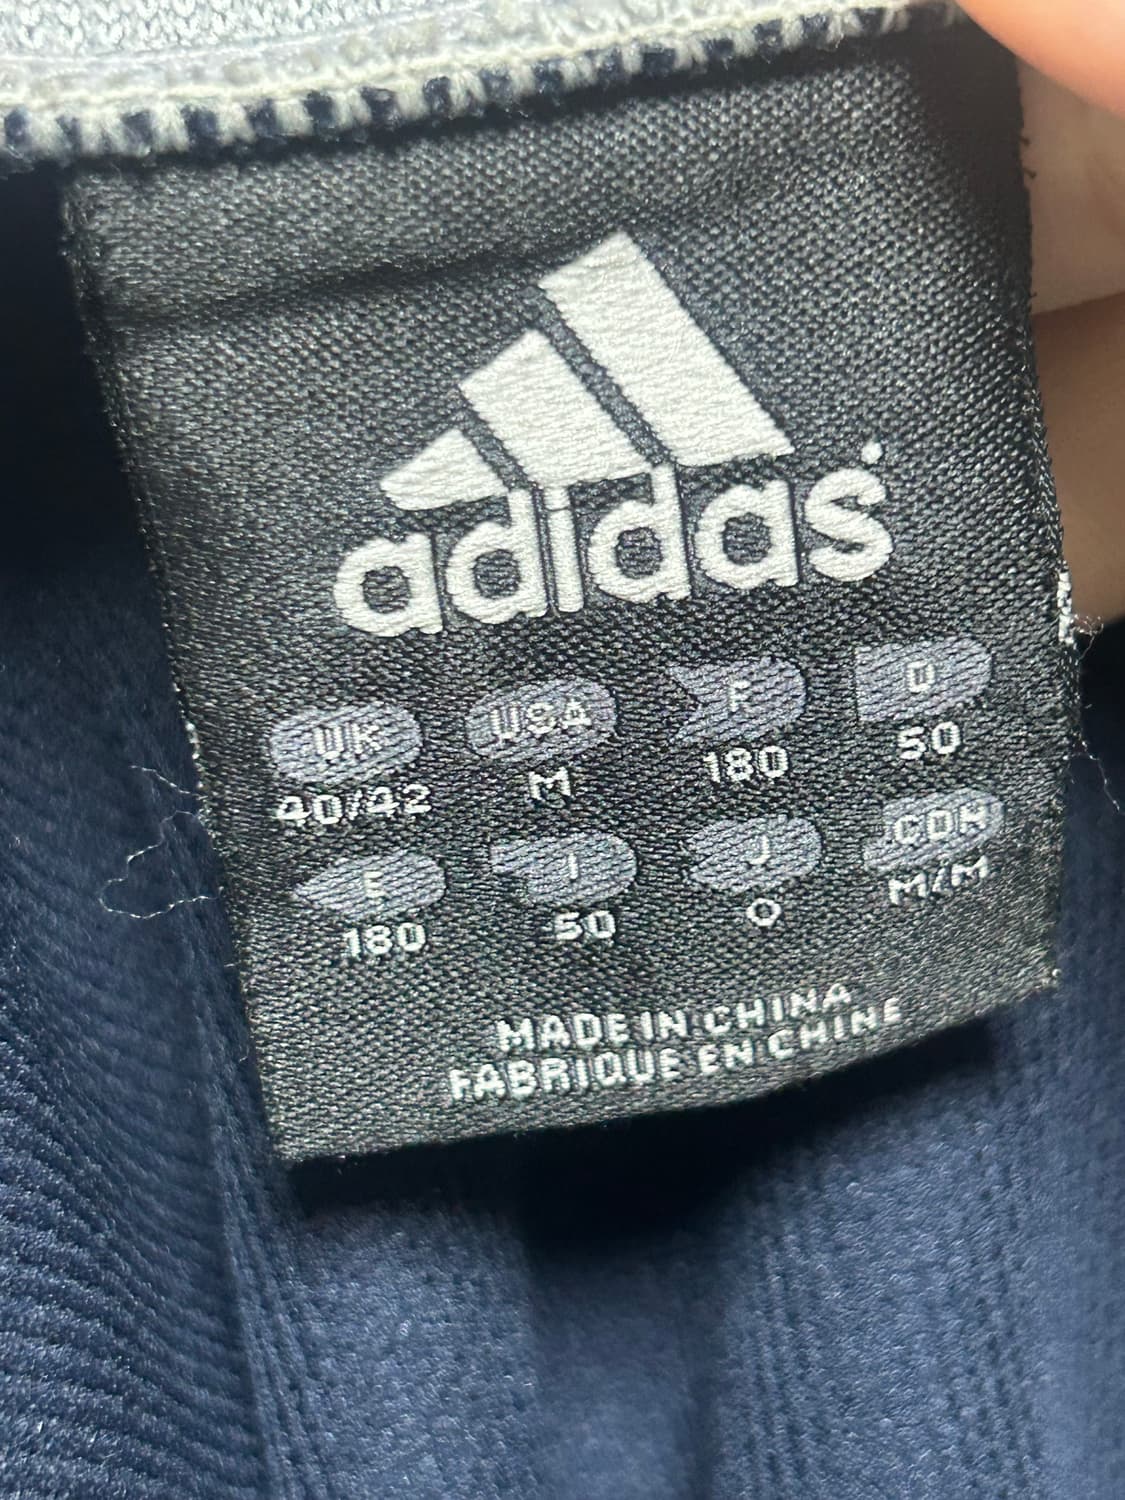 adidas
UK USA F D
40/42 M 180 50
E I J CDN
180 50 O M/M
MADE IN CHINA
FABRIQUE EN CHINE